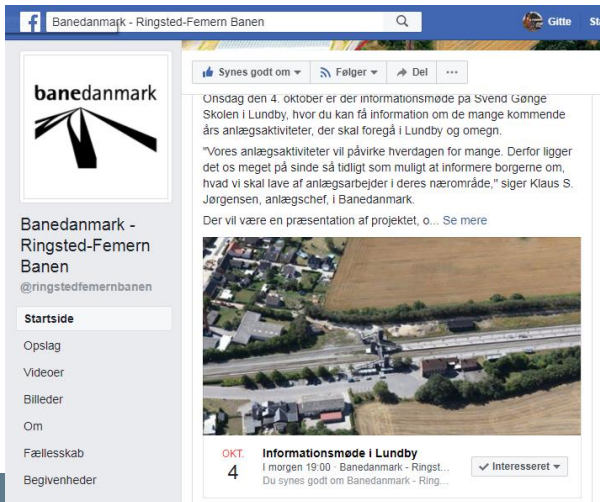 Banedanmark - Ringsted-Femern Banen
Gitte
banedanmark
Banedanmark -
Ringsted-Femern
Banen
@ringstedfemernbanen
Startside
Opslag
Videoer
Billeder
Om
Fællesskab
Begivenheder
Synes godt om
Følger
Del
Onsdag den 4. oktober er der informationsmøde på Svend Gønge
Skolen i Lundby, hvor du kan få information om de mange kommende
års anlægsaktiviteter, der skal foregå i Lundby og omegn.
"Vores anlægsaktiviteter vil påvirke hverdagen for mange. Derfor ligger
det os meget på sinde så tidligt som muligt at informere borgerne om,
hvad vi skal lave af anlægsarbejder i deres nærområde," siger Klaus S.
Jørgensen, anlægschef, i Banedanmark.
Der vil være en præsentation af projektet, o... Se mere
OKT.
4
Informationsmøde i Lundby
I morgen 19:00 · Banedanmark - Ringst...
Du synes godt om Banedanmark - Ring...
Interesseret